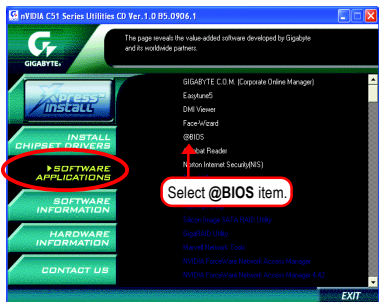 nVIDIA C51 Series Utilities CD Ver.1.0 B5.0906.1
GIGABYTE
The page reveals the value-added software developed by Gigabyte
and its worldwide partners.
Xpress-
INSTALL
INSTALL
CHIPSET DRIVERS
SOFTWARE
APPLICATIONS
SOFTWARE
INFORMATION
HARDWARE
INFORMATION
CONTACT US
GIGABYTE C.O.M. (Corporate Online Manager)
Easytune5
DMI Viewer
Face-Wizard
@BIOS
Acrobat Reader
Norton Internet Security(NIS)
Select @BIOS item.
EXIT